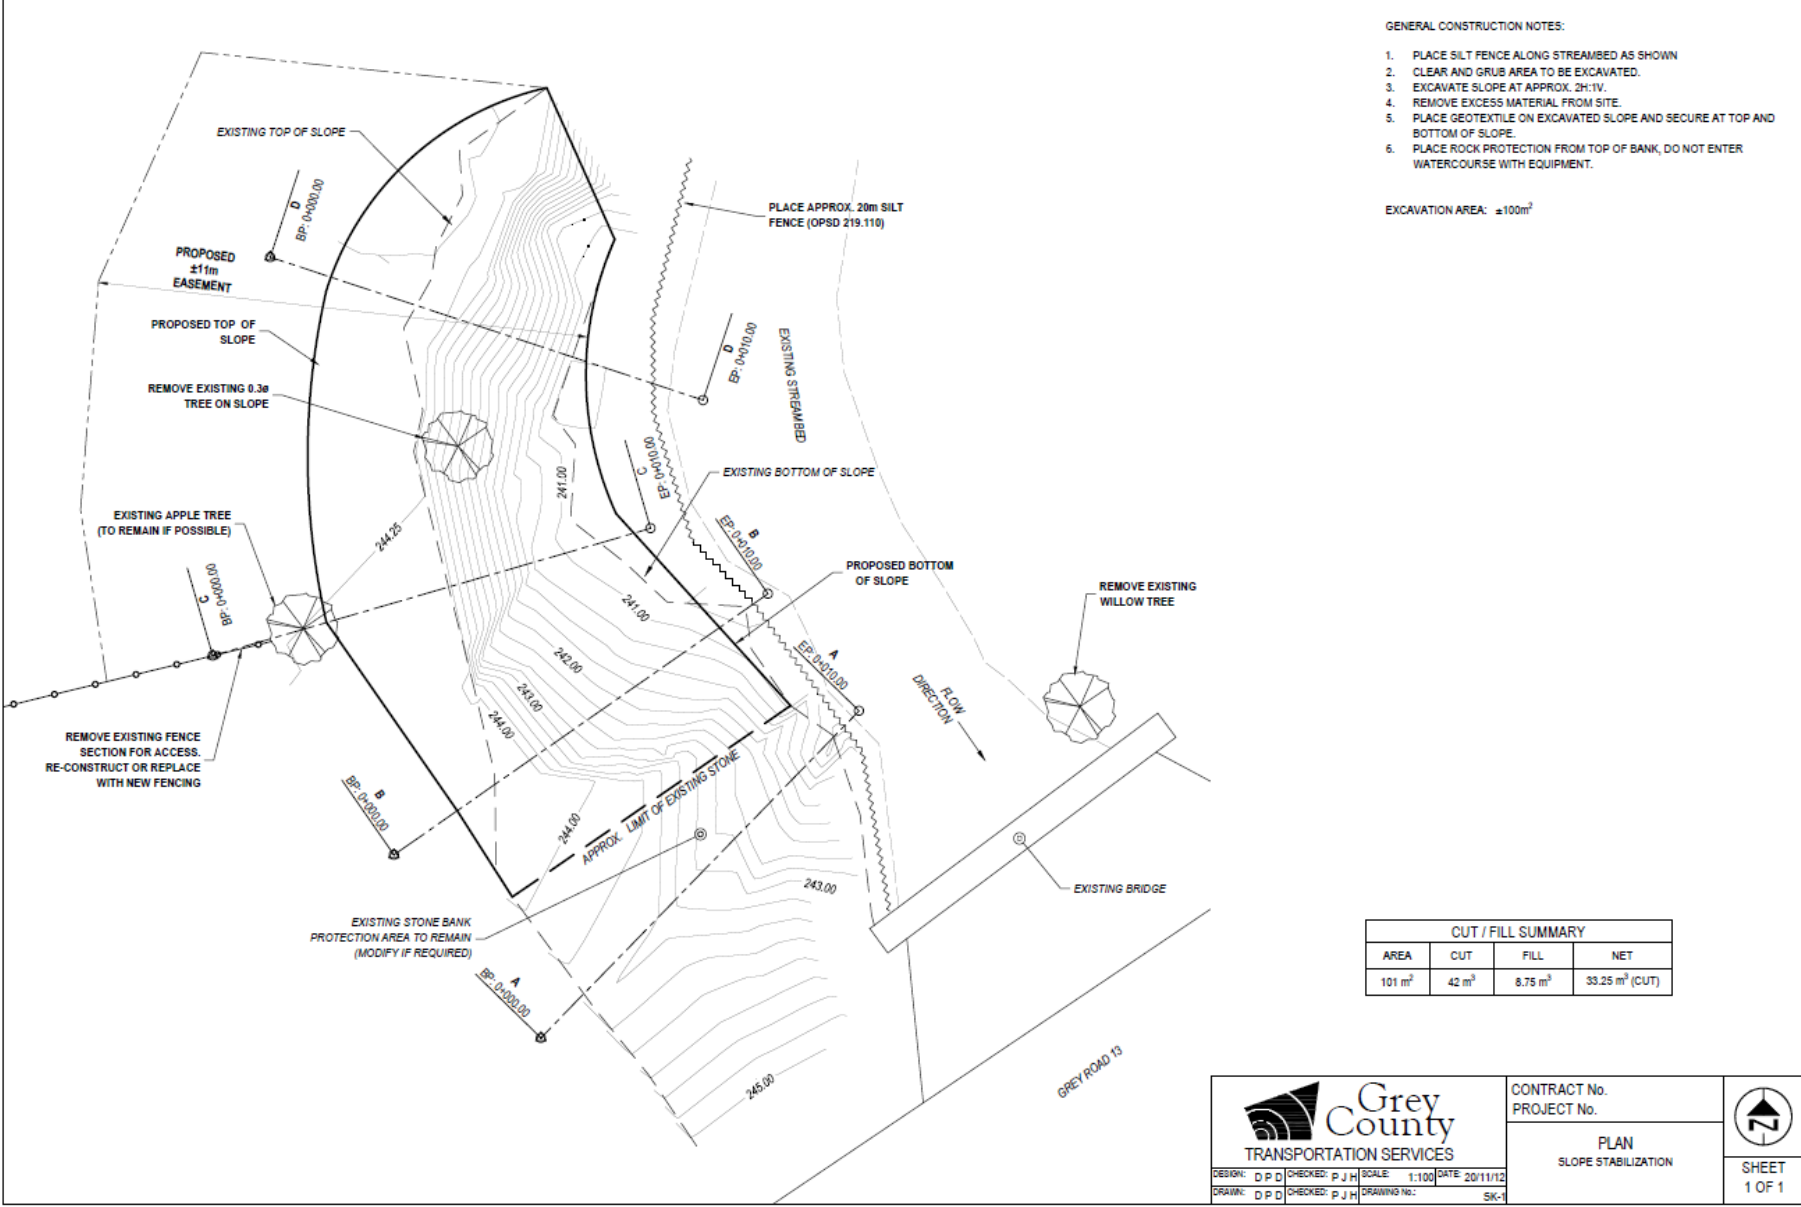 GENERAL CONSTRUCTION NOTES:
1. PLACE SILT FENCE ALONG STREAMBED AS SHOWN
2. CLEAR AND GRUB AREA TO BE EXCAVATED.
3. EXCAVATE SLOPE AT APPROX. 2H:1V.
4. REMOVE EXCESS MATERIAL FROM SITE.
5. PLACE GEOTEXTILE ON EXCAVATED SLOPE AND SECURE AT TOP AND
BOTTOM OF SLOPE.
6. PLACE ROCK PROTECTION FROM TOP OF BANK, DO NOT ENTER
WATERCOURSE WITH EQUIPMENT.
EXCAVATION AREA: ±100m²
EXISTING TOP OF SLOPE
D
BP: 0+000.00
PROPOSED
±11m
EASEMENT
PROPOSED TOP OF
SLOPE
REMOVE EXISTING 0.3ø
TREE ON SLOPE
EXISTING APPLE TREE
(TO REMAIN IF POSSIBLE)
C
BP: 0+000.00
REMOVE EXISTING FENCE
SECTION FOR ACCESS.
RE-CONSTRUCT OR REPLACE
WITH NEW FENCING
B
BP: 0+000.00
EXISTING STONE BANK
PROTECTION AREA TO REMAIN
(MODIFY IF REQUIRED)
A
BP: 0+000.00
PLACE APPROX. 20m SILT
FENCE (OPSD 219.110)
D
EP: 0+010.00
EXISTING STREAMBED
C
EP: 0+010.00
EXISTING BOTTOM OF SLOPE
B
EP: 0+010.00
PROPOSED BOTTOM
OF SLOPE
A
EP: 0+010.00
REMOVE EXISTING
WILLOW TREE
FLOW
DIRECTION
244.25
241.00
241.00
242.00
243.00
244.00
244.00
APPROX. LIMIT OF EXISTING STONE
243.00
245.00
EXISTING BRIDGE
GREY ROAD 13
CUT / FILL SUMMARY
AREA CUT FILL NET
101 m² 42 m³ 8.75 m³ 33.25 m³ (CUT)
Grey
County
TRANSPORTATION SERVICES
DESIGN: D P D CHECKED: P J H SCALE: 1:100 DATE: 20/11/12
DRAWN: D P D CHECKED: P J H DRAWING No.: SK-1
CONTRACT No.
PROJECT No.
PLAN
SLOPE STABILIZATION
N
SHEET
1 OF 1